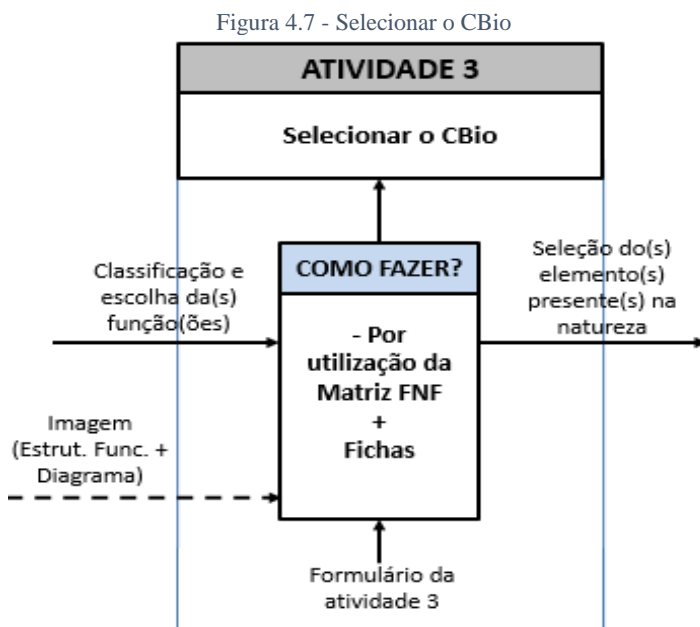 Figura 4.7 - Selecionar o CBio
ATIVIDADE 3
Selecionar o CBio
Classificação e
escolha da(s)
função(ões)
COMO FAZER?
- Por
utilização da
Matriz FNF
+
Fichas
Seleção do(s)
elemento(s)
presente(s) na
natureza
Imagem
(Estrut. Func. +
Diagrama)
Formulário da
atividade 3